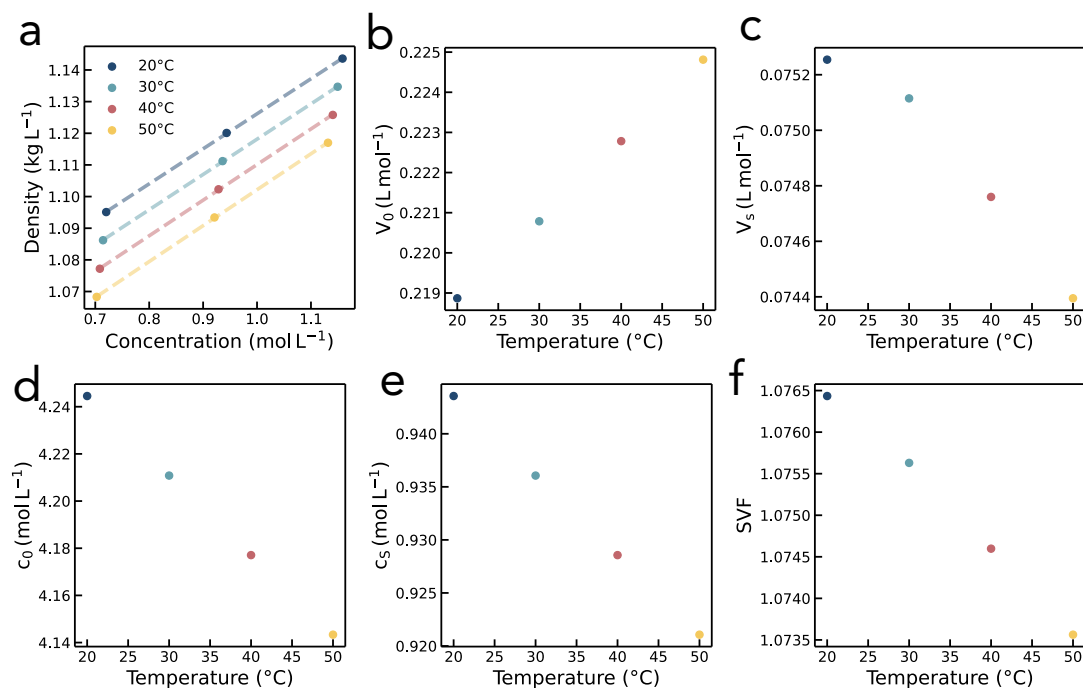 a
1.14
1.13
1.12
1.11
1.10
1.09
1.08
1.07
Density (kg L⁻¹)
20°C
30°C
40°C
50°C
0.7 0.8 0.9 1.0 1.1
Concentration (mol L⁻¹)
b
0.225
0.224
0.223
0.222
0.221
0.220
0.219
V₀ (L mol⁻¹)
20 25 30 35 40 45 50
Temperature (°C)
c
0.0752
0.0750
0.0748
0.0746
0.0744
Vₛ (L mol⁻¹)
20 25 30 35 40 45 50
Temperature (°C)
d
4.24
4.22
4.20
4.18
4.16
4.14
c₀ (mol L⁻¹)
20 25 30 35 40 45 50
Temperature (°C)
e
0.940
0.935
0.930
0.925
0.920
cₛ (mol L⁻¹)
20 25 30 35 40 45 50
Temperature (°C)
f
1.0765
1.0760
1.0755
1.0750
1.0745
1.0740
1.0735
SVF
20 25 30 35 40 45 50
Temperature (°C)